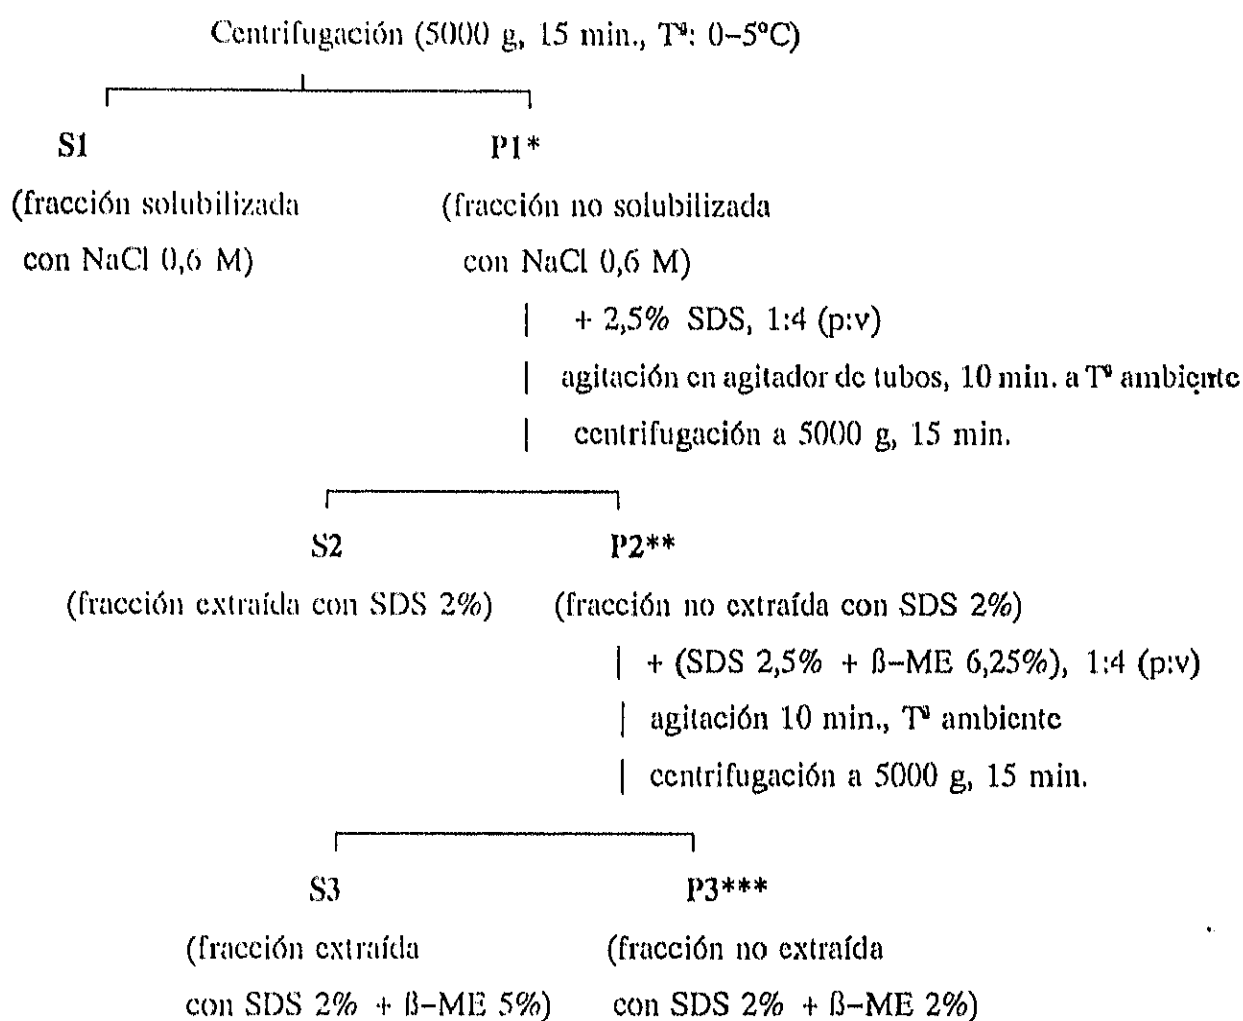 Centrifugación (5000 g, 15 min., Tª: 0–5ºC)
S1 P1*
(fracción solubilizada (fracción no solubilizada
con NaCl 0,6 M) con NaCl 0,6 M)
| + 2,5% SDS, 1:4 (p:v)
| agitación en agitador de tubos, 10 min. a Tª ambiente
| centrifugación a 5000 g, 15 min.
S2 P2**
(fracción extraída con SDS 2%) (fracción no extraída con SDS 2%)
| + (SDS 2,5% + ß–ME 6,25%), 1:4 (p:v)
| agitación 10 min., Tª ambiente
| centrifugación a 5000 g, 15 min.
S3 P3***
(fracción extraída (fracción no extraída
con SDS 2% + ß–ME 5%) con SDS 2% + ß–ME 2%)